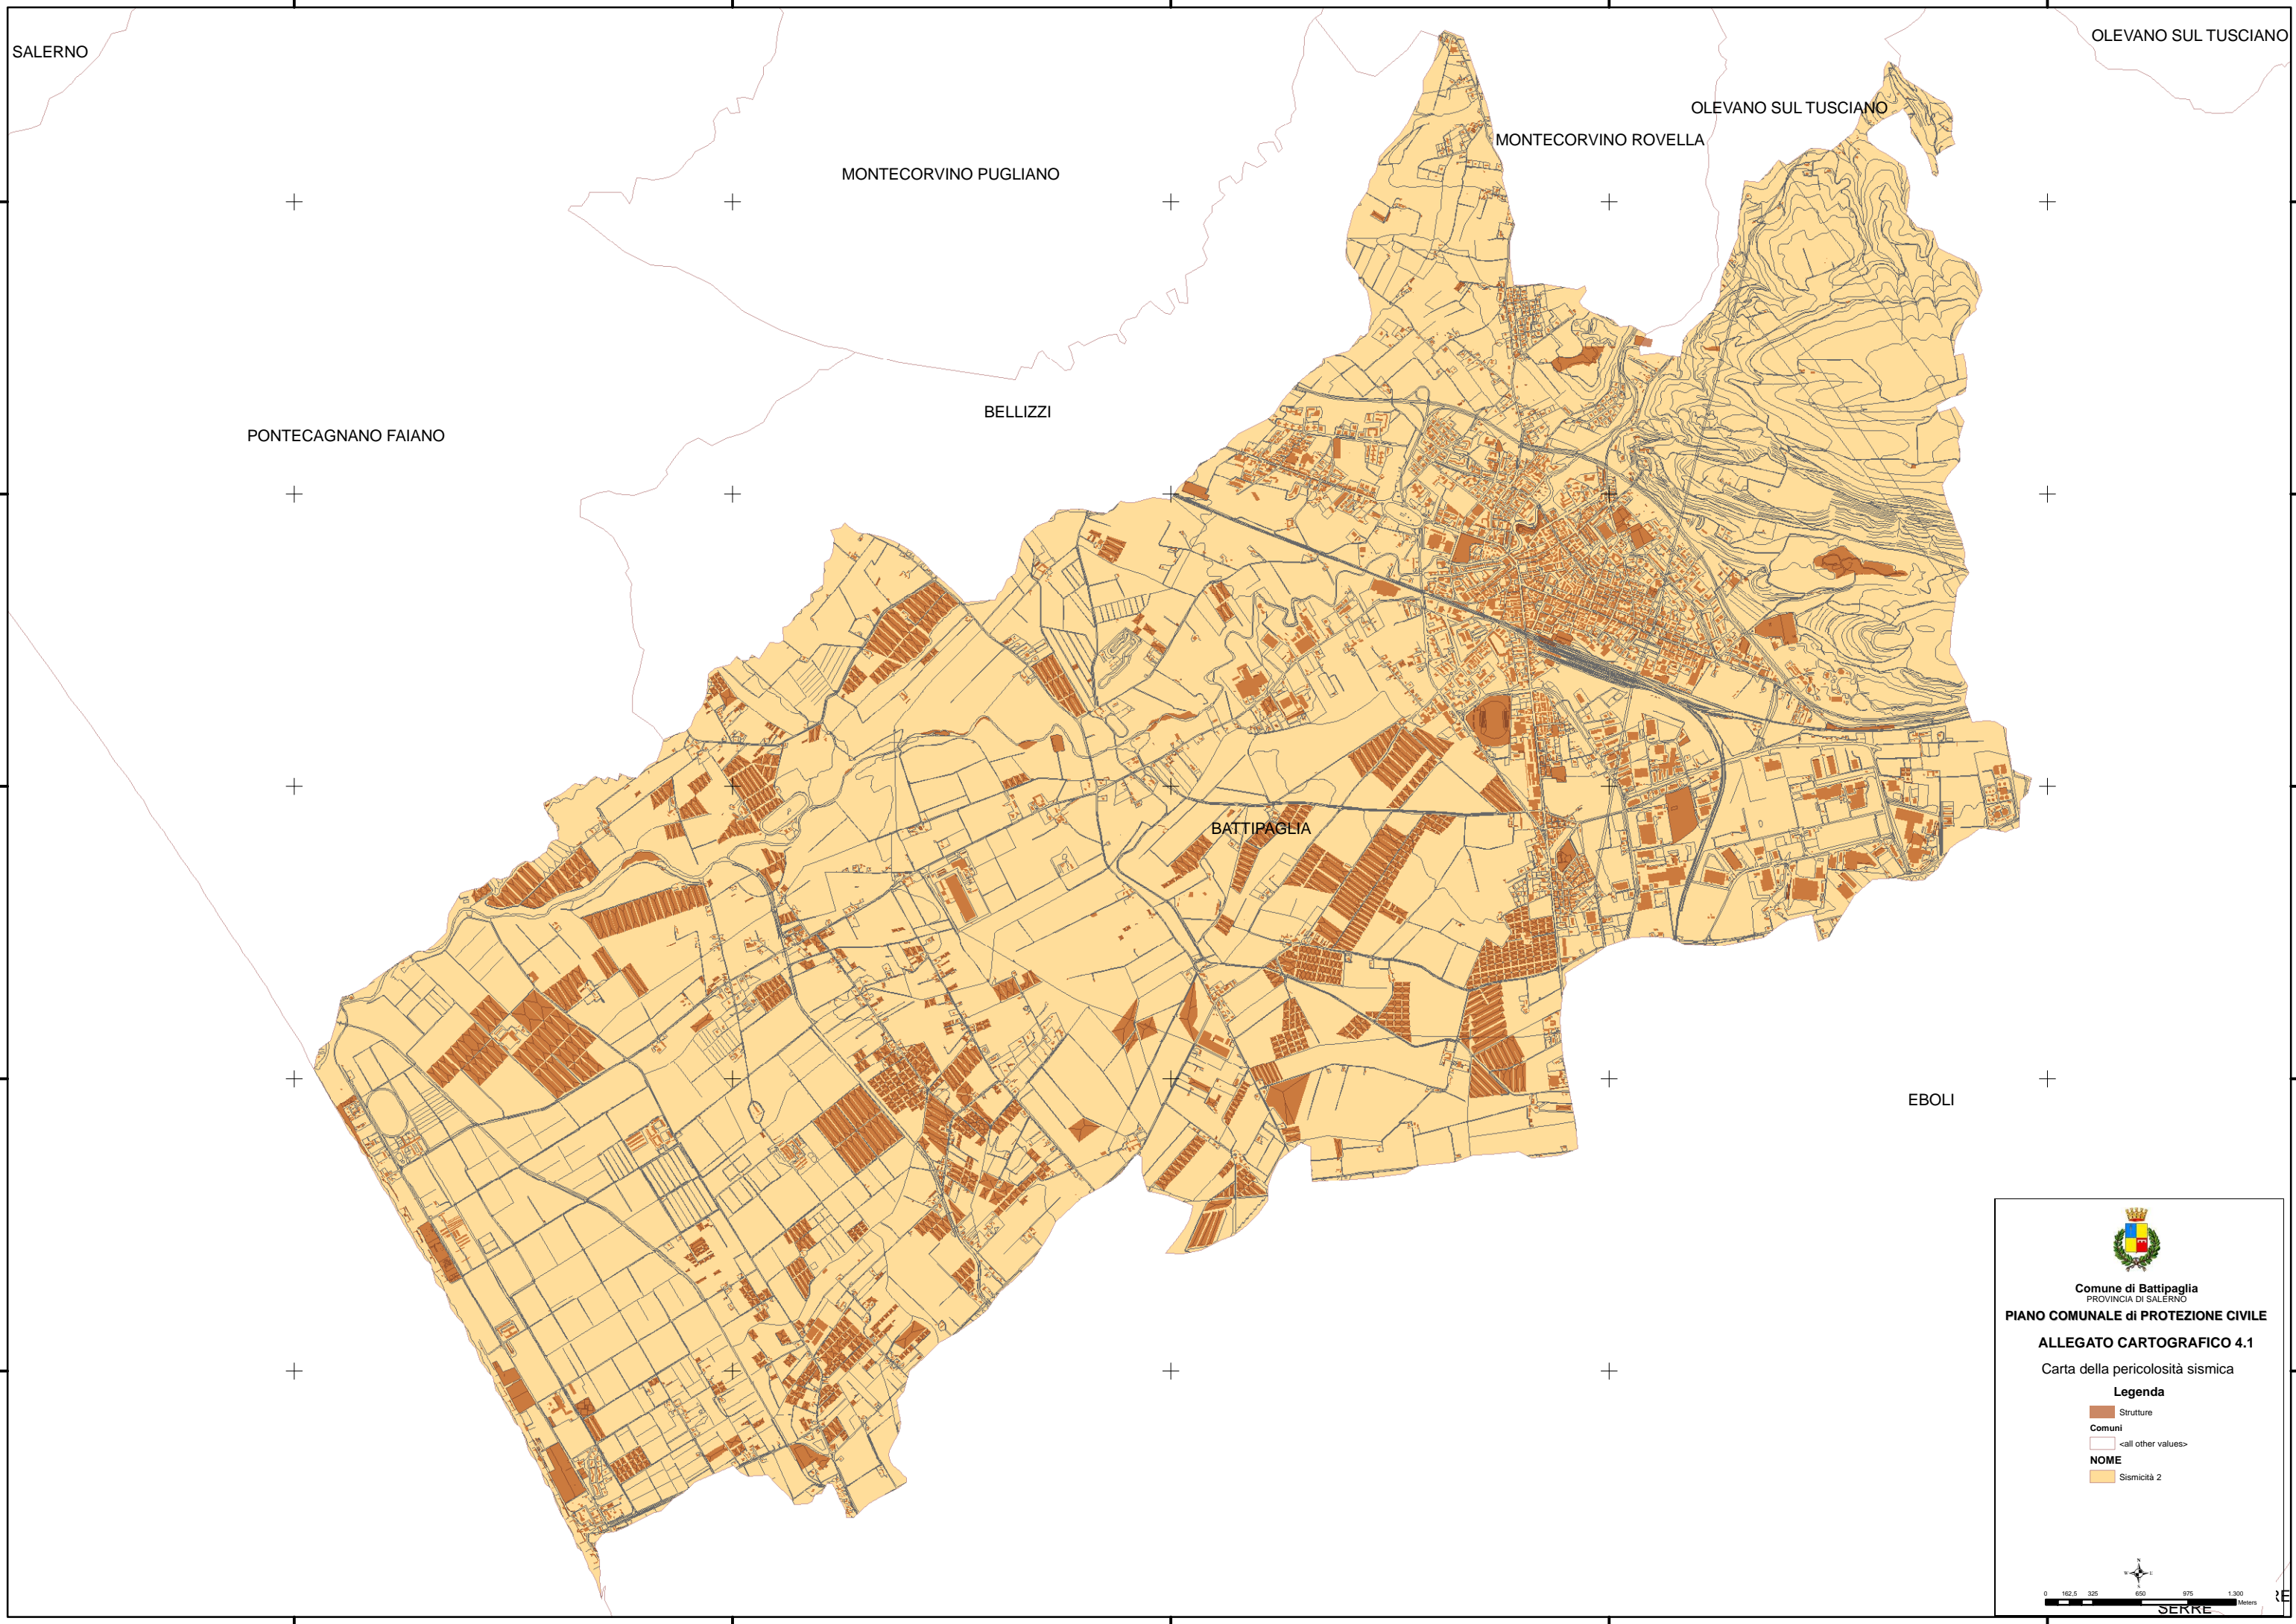 SALERNO
OLEVANO SUL TUSCIANO
OLEVANO SUL TUSCIANO
MONTECORVINO ROVELLA
MONTECORVINO PUGLIANO
BELLIZZI
PONTECAGNANO FAIANO
BATTIPAGLIA
EBOLI
Comune di Battipaglia
PROVINCIA DI SALERNO
PIANO COMUNALE di PROTEZIONE CIVILE
ALLEGATO CARTOGRAFICO 4.1
Carta della pericolosità sismica
Legenda
Strutture
Comuni
<all other values>
NOME
Sismicità 2
N
W E
S
0 162,5 325 650 975 1.300
Meters
SERRE